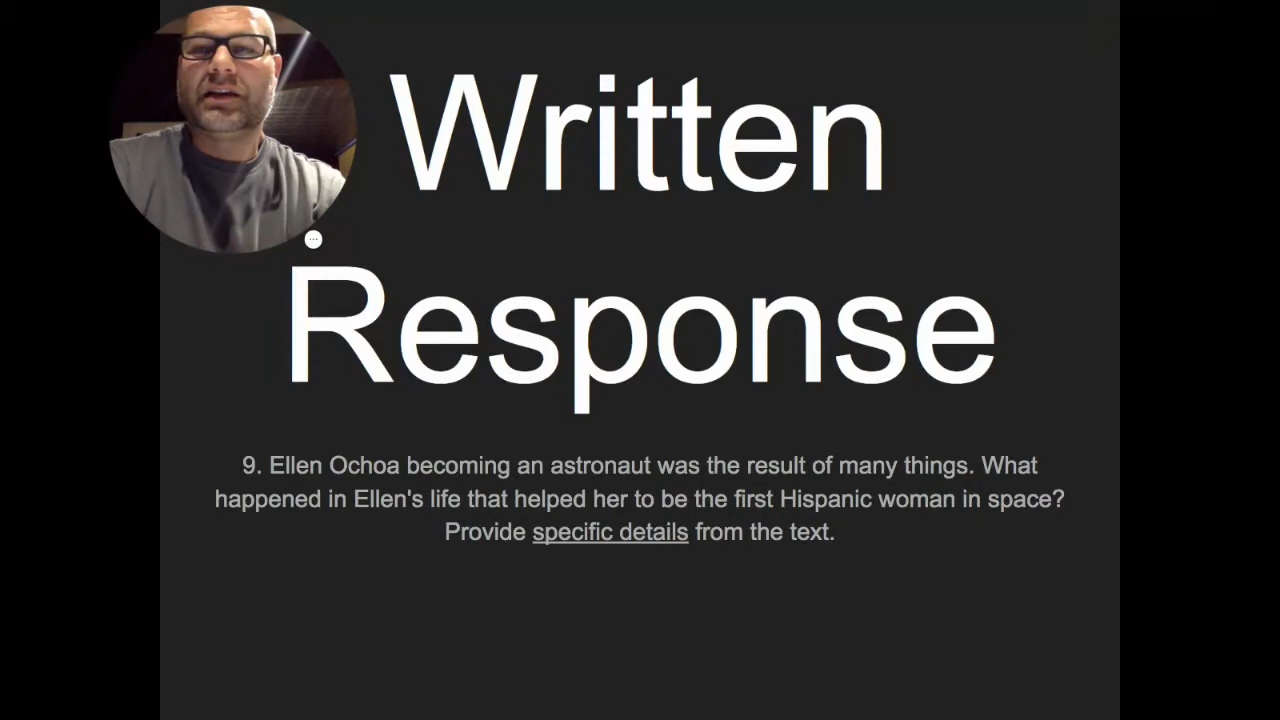 Written
Response
9. Ellen Ochoa becoming an astronaut was the result of many things. What
happened in Ellen's life that helped her to be the first Hispanic woman in space?
Provide specific details from the text.